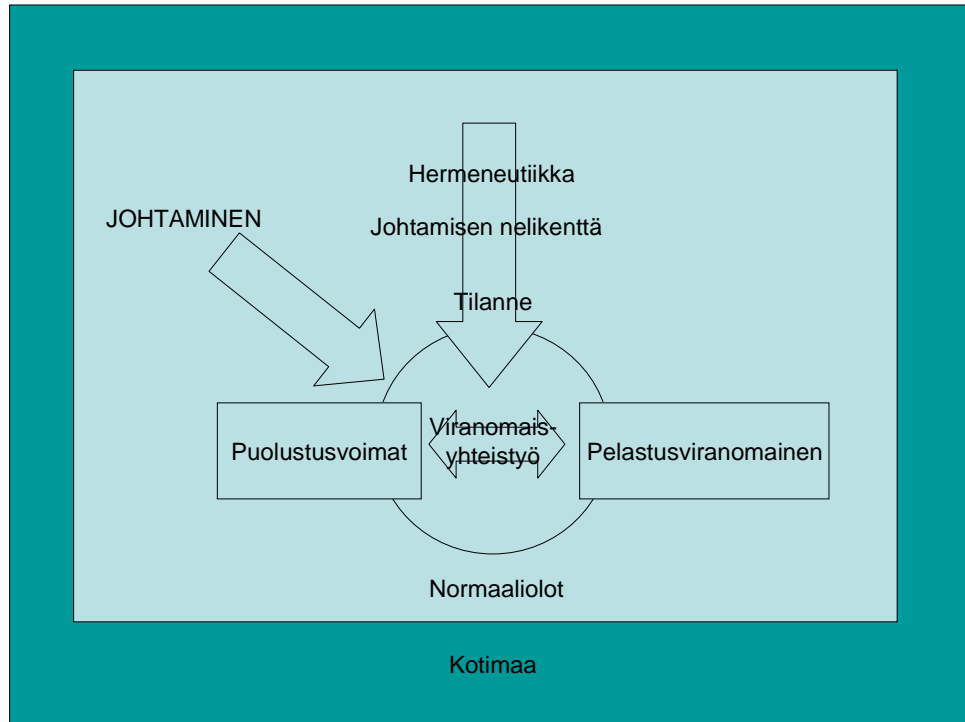 Hermeneutiikka
JOHTAMINEN
Johtamisen nelikenttä
Tilanne
Viranomais-
yhteistyö
Puolustusvoimat
Pelastusviranomainen
Normaaliolot
Kotimaa